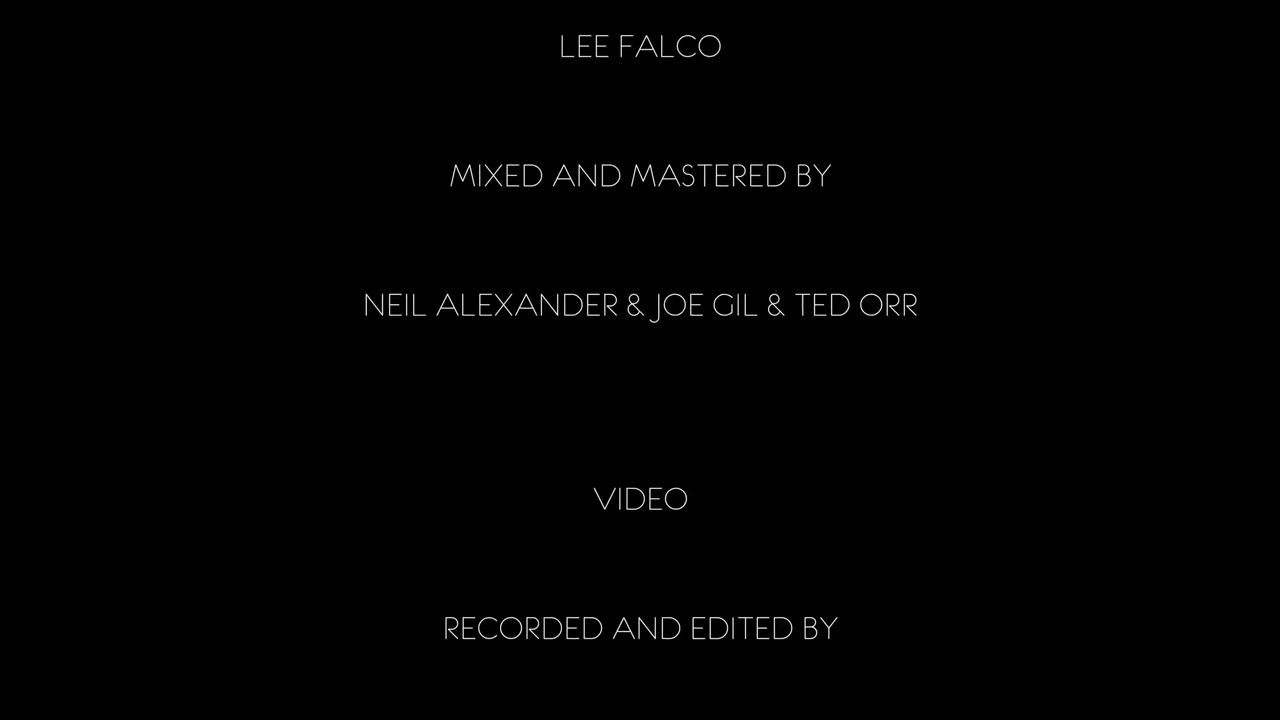 LEE FALCO
MIXED AND MASTERED BY
NEIL ALEXANDER & JOE GIL & TED ORR
VIDEO
RECORDED AND EDITED BY